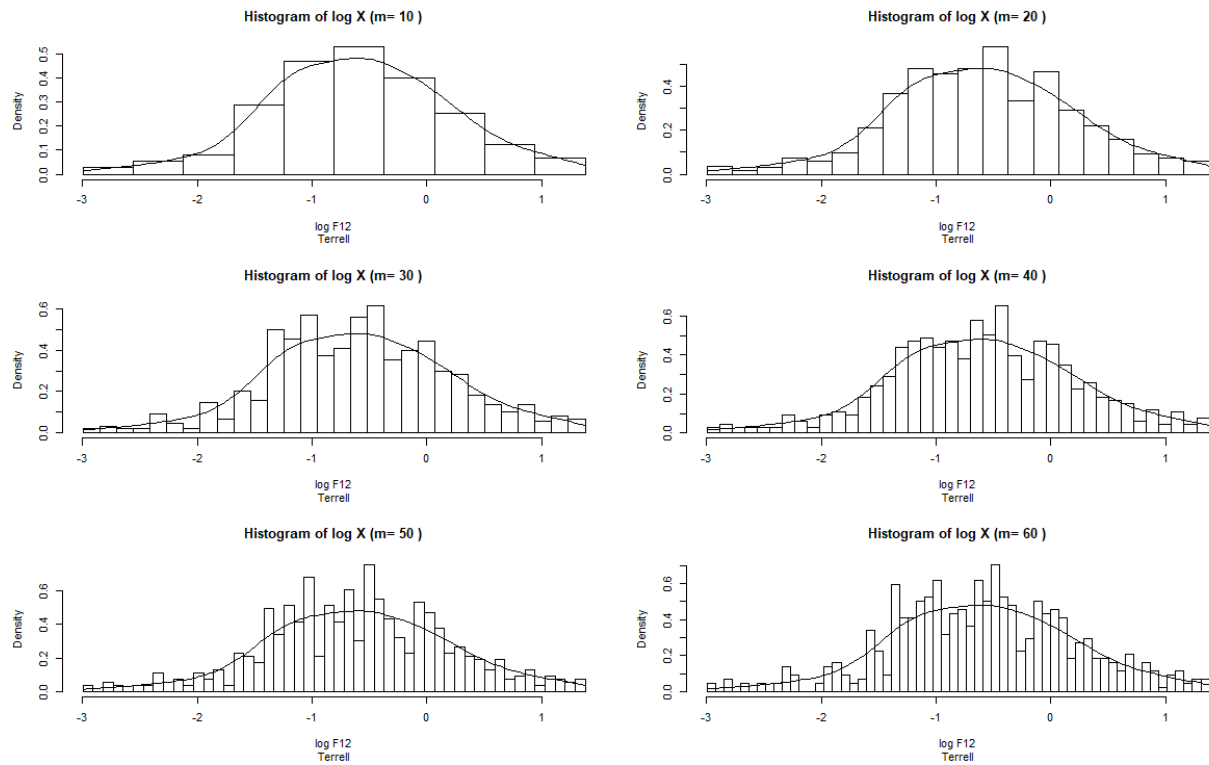 Histogram of log X (m= 10 )
Density
0.0 0.1 0.2 0.3 0.4 0.5
-3 -2 -1 0 1
log F12
Terrell
Histogram of log X (m= 20 )
Density
0.0 0.2 0.4
-3 -2 -1 0 1
log F12
Terrell
Histogram of log X (m= 30 )
Density
0.0 0.2 0.4 0.6
-3 -2 -1 0 1
log F12
Terrell
Histogram of log X (m= 40 )
Density
0.0 0.2 0.4 0.6
-3 -2 -1 0 1
log F12
Terrell
Histogram of log X (m= 50 )
Density
0.0 0.2 0.4 0.6
-3 -2 -1 0 1
log F12
Terrell
Histogram of log X (m= 60 )
Density
0.0 0.2 0.4 0.6
-3 -2 -1 0 1
log F12
Terrell